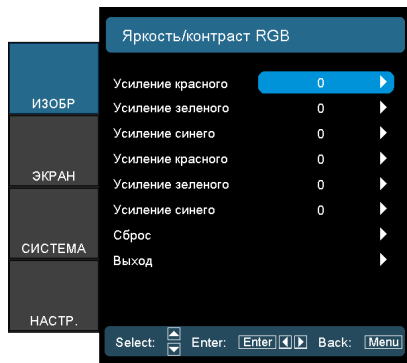 Яркость/контраст RGB
ИЗОБР
ЭКРАН
СИСТЕМА
НАСТР.
Усиление красного 0
Усиление зеленого 0
Усиление синего 0
Усиление красного 0
Усиление зеленого 0
Усиление синего 0
Сброс
Выход
Select: Enter: Enter Back: Menu